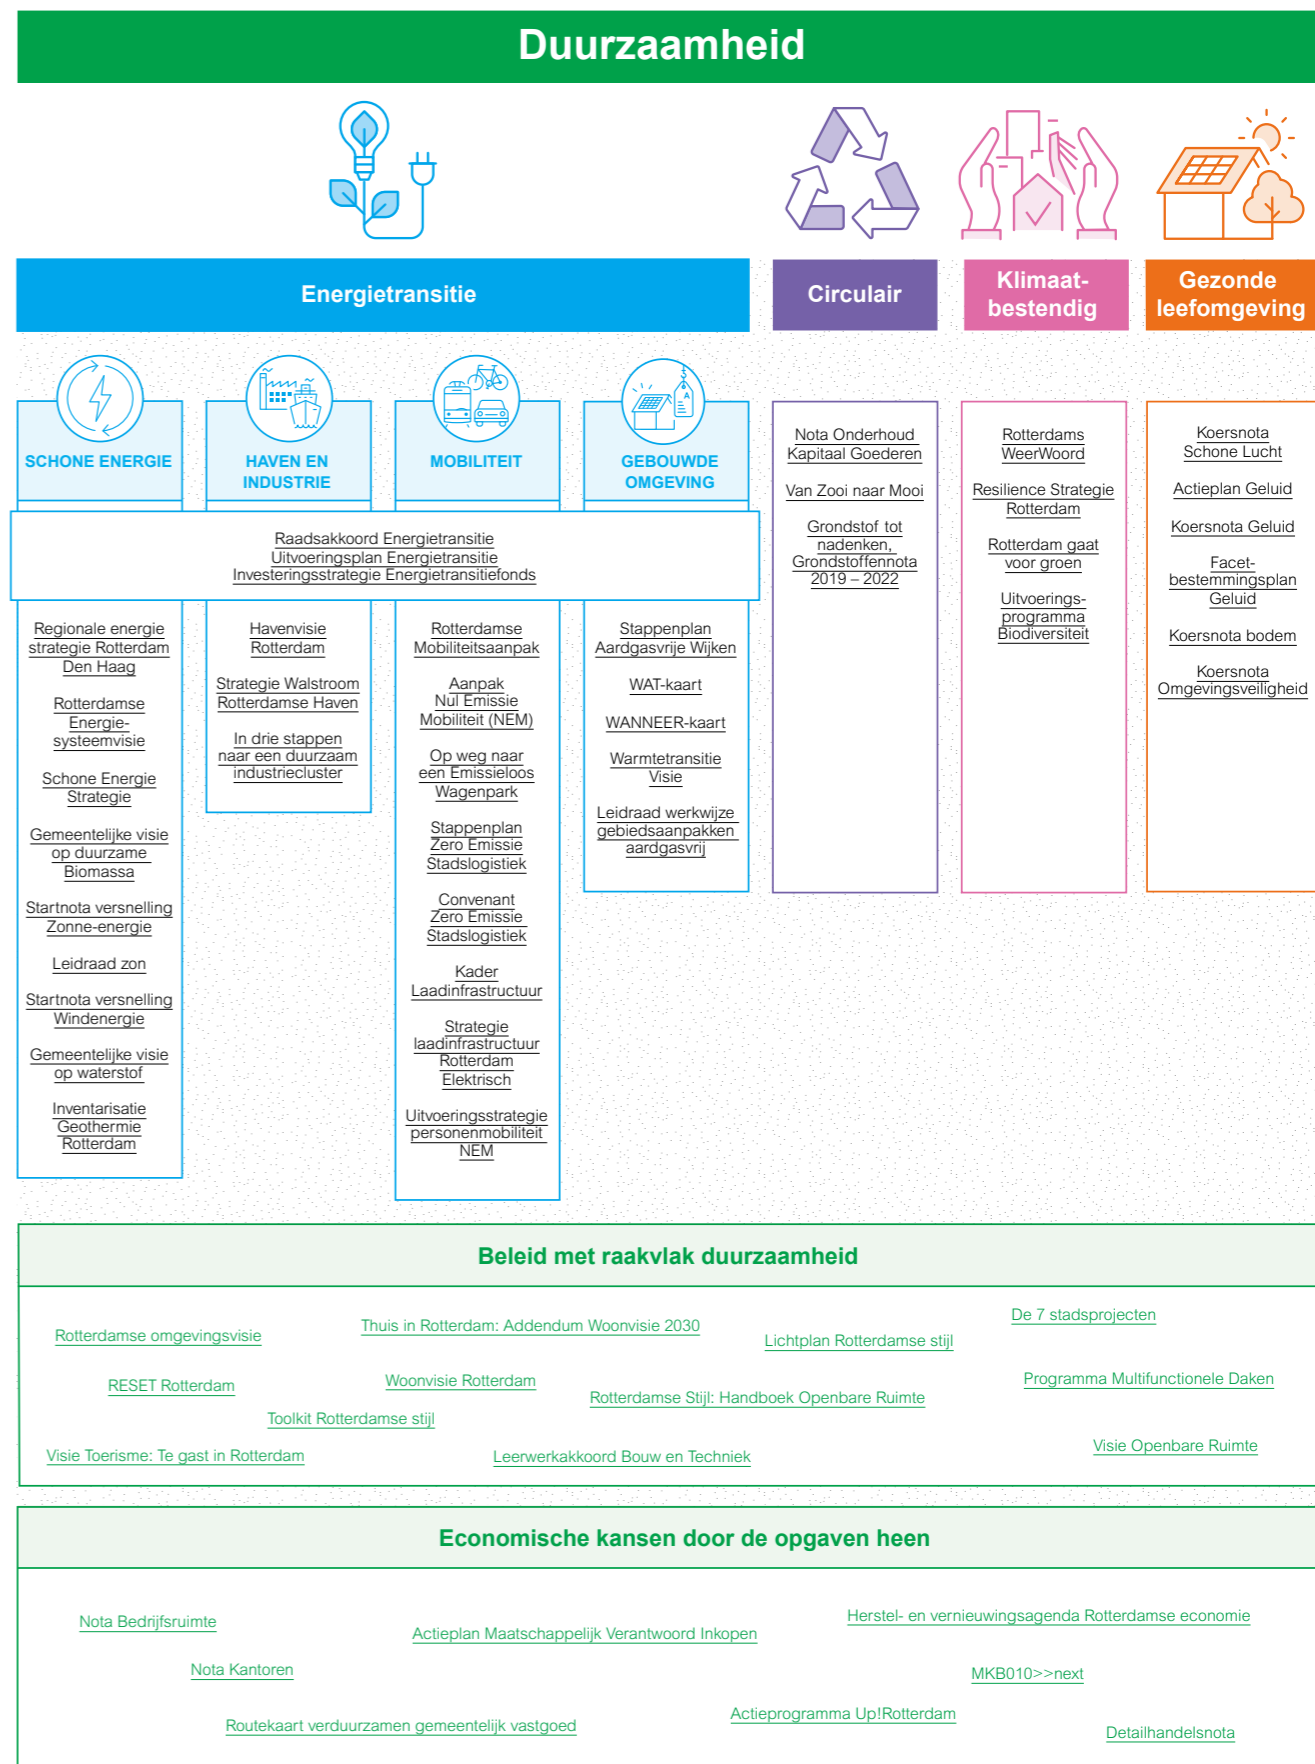 Duurzaamheid
Energietransitie
Circulair
Klimaat-
bestendig
Gezonde
leefomgeving
SCHONE ENERGIE
HAVEN EN
INDUSTRIE
MOBILITEIT
A
GEBOUWDE
OMGEVING
Raadsakkoord Energietransitie
Uitvoeringsplan Energietransitie
Investeringsstrategie Energietransitiefonds
Regionale energie
strategie Rotterdam
Den Haag
Rotterdamse
Energie-
systeemvisie
Schone Energie
Strategie
Gemeentelijke visie
op duurzame
Biomassa
Startnota versnelling
Zonne-energie
Leidraad zon
Startnota versnelling
Windenergie
Gemeentelijke visie
op waterstof
Inventarisatie
Geothermie
Rotterdam
Havenvisie
Rotterdam
Strategie Walstroom
Rotterdamse Haven
In drie stappen
naar een duurzaam
industriecluster
Rotterdamse
Mobiliteitsaanpak
Aanpak
Nul Emissie
Mobiliteit (NEM)
Op weg naar
een Emissieloos
Wagenpark
Stappenplan
Zero Emissie
Stadslogistiek
Convenant
Zero Emissie
Stadslogistiek
Kader
Laadinfrastructuur
Strategie
laadinfrastructuur
Rotterdam
Elektrisch
Uitvoeringsstrategie
personenmobiliteit
NEM
Stappenplan
Aardgasvrije Wijken
WAT-kaart
WANNEER-kaart
Warmtetransitie
Visie
Leidraad werkwijze
gebiedsaanpakken
aardgasvrij
Nota Onderhoud
Kapitaal Goederen
Van Zooi naar Mooi
Grondstof tot
nadenken,
Grondstoffennota
2019 – 2022
Rotterdams
WeerWoord
Resilience Strategie
Rotterdam
Rotterdam gaat
voor groen
Uitvoerings-
programma
Biodiversiteit
Koersnota
Schone Lucht
Actieplan Geluid
Koersnota Geluid
Facet-
bestemmingsplan
Geluid
Koersnota bodem
Koersnota
Omgevingsveiligheid
Beleid met raakvlak duurzaamheid
Rotterdamse omgevingsvisie
Thuis in Rotterdam: Addendum Woonvisie 2030
Lichtplan Rotterdamse stijl
De 7 stadsprojecten
RESET Rotterdam
Woonvisie Rotterdam
Rotterdamse Stijl: Handboek Openbare Ruimte
Programma Multifunctionele Daken
Toolkit Rotterdamse stijl
Visie Toerisme: Te gast in Rotterdam
Leerwerkakkoord Bouw en Techniek
Visie Openbare Ruimte
Economische kansen door de opgaven heen
Nota Bedrijfsruimte
Actieplan Maatschappelijk Verantwoord Inkopen
Herstel- en vernieuwingsagenda Rotterdamse economie
Nota Kantoren
MKB010>>next
Routekaart verduurzamen gemeentelijk vastgoed
Actieprogramma Up!Rotterdam
Detailhandelsnota